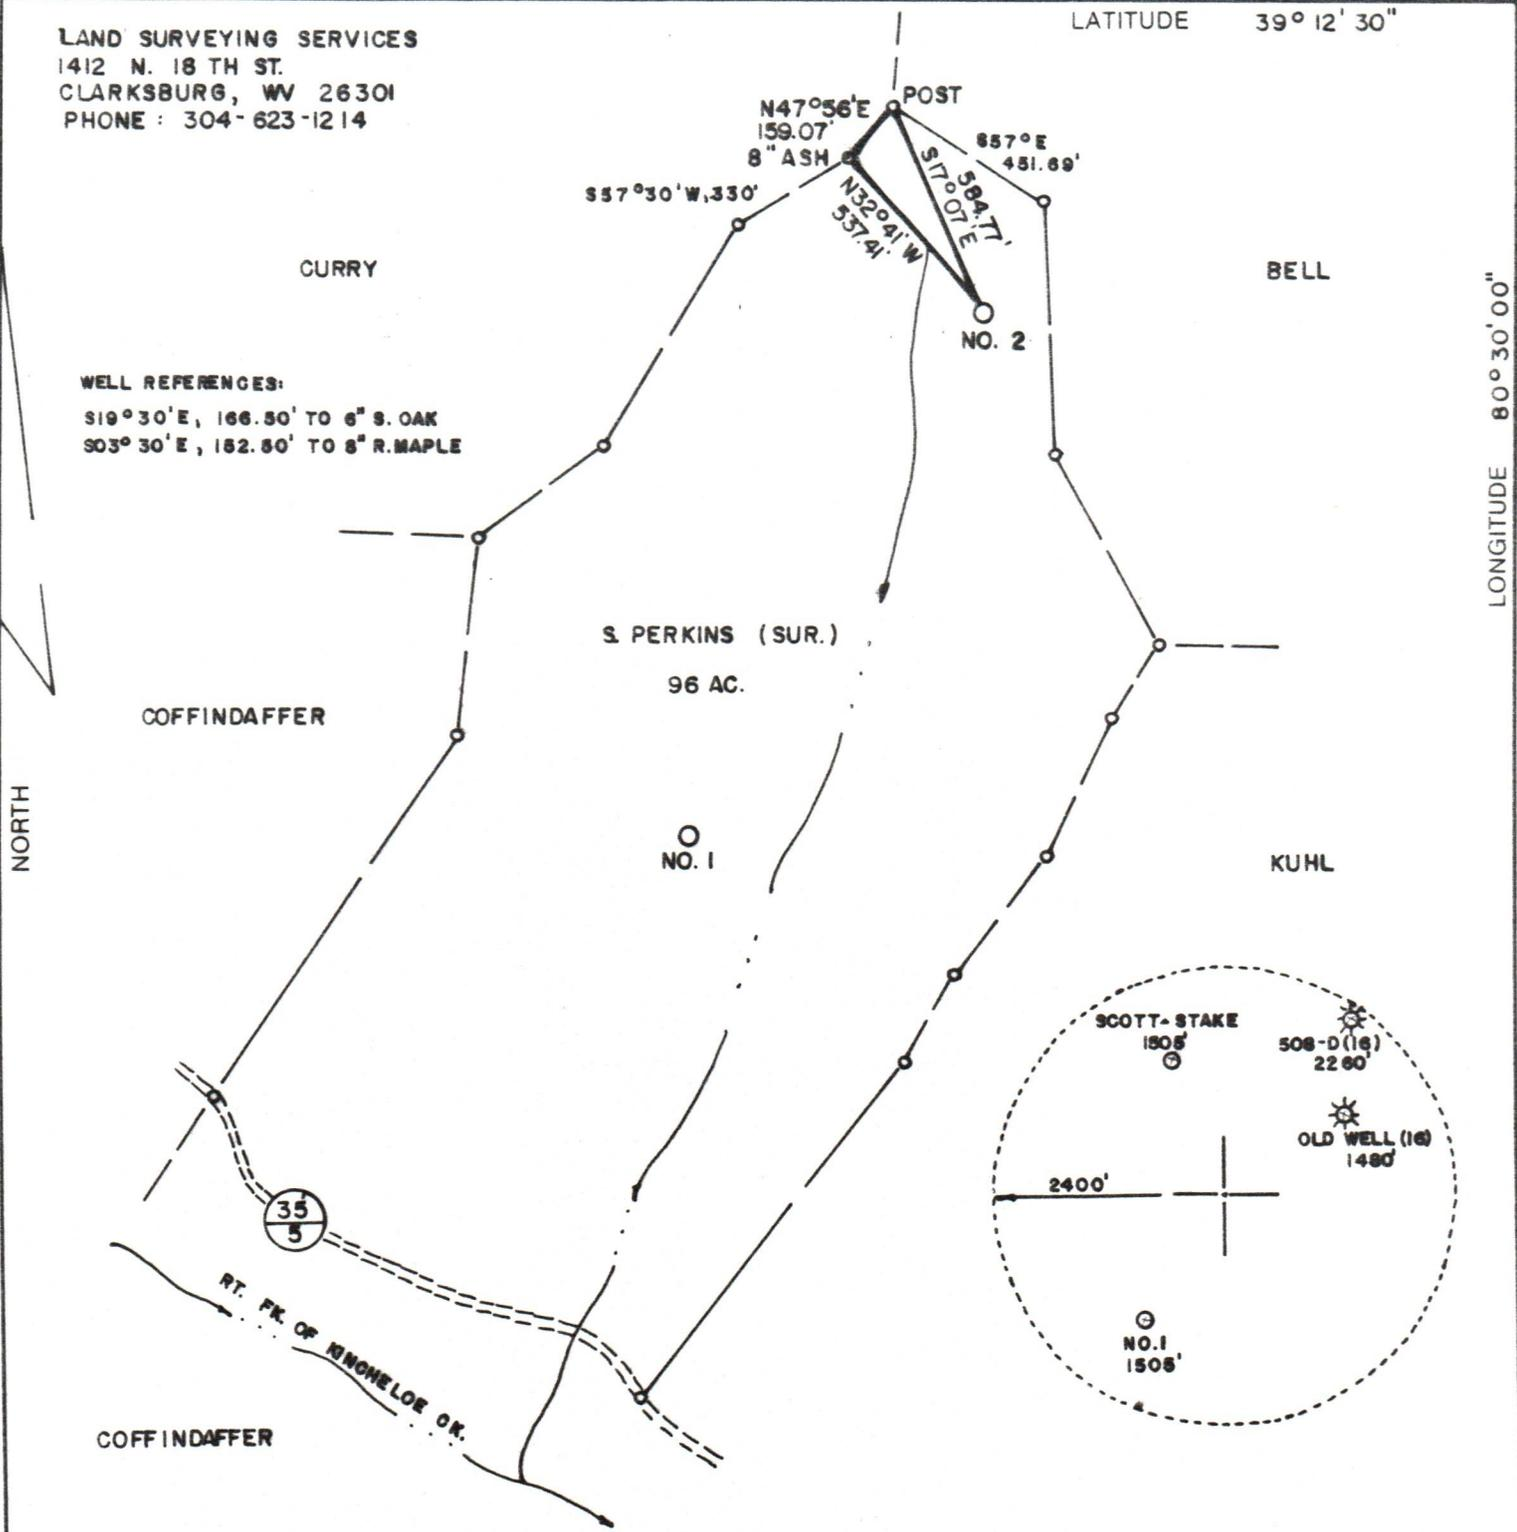 LAND SURVEYING SERVICES
1412 N. 18 TH ST.
CLARKSBURG, WV 26301
PHONE : 304-623-1214
LATITUDE 39° 12' 30"
POST
N47°56'E
159.07'
8" ASH
S57°E
451.69'
584.77'
S17°07'E
N32°41'W
537.41'
S57°30'W, 330'
CURRY
BELL
NO. 2
LONGITUDE 80° 30' 00"
WELL REFERENCES:
S19°30'E, 166.50' TO 6" S. OAK
S03°30'E, 152.50' TO 8" R. MAPLE
S. PERKINS (SUR.)
96 AC.
COFFINDAFFER
NORTH
NO. 1
KUHL
SCOTT-STAKE
1505'
508-D (16)
2260'
OLD WELL (16)
1480'
2400'
35
5
RT. FK. OF KINCHELOE CK.
NO. 1
1505'
COFFINDAFFER